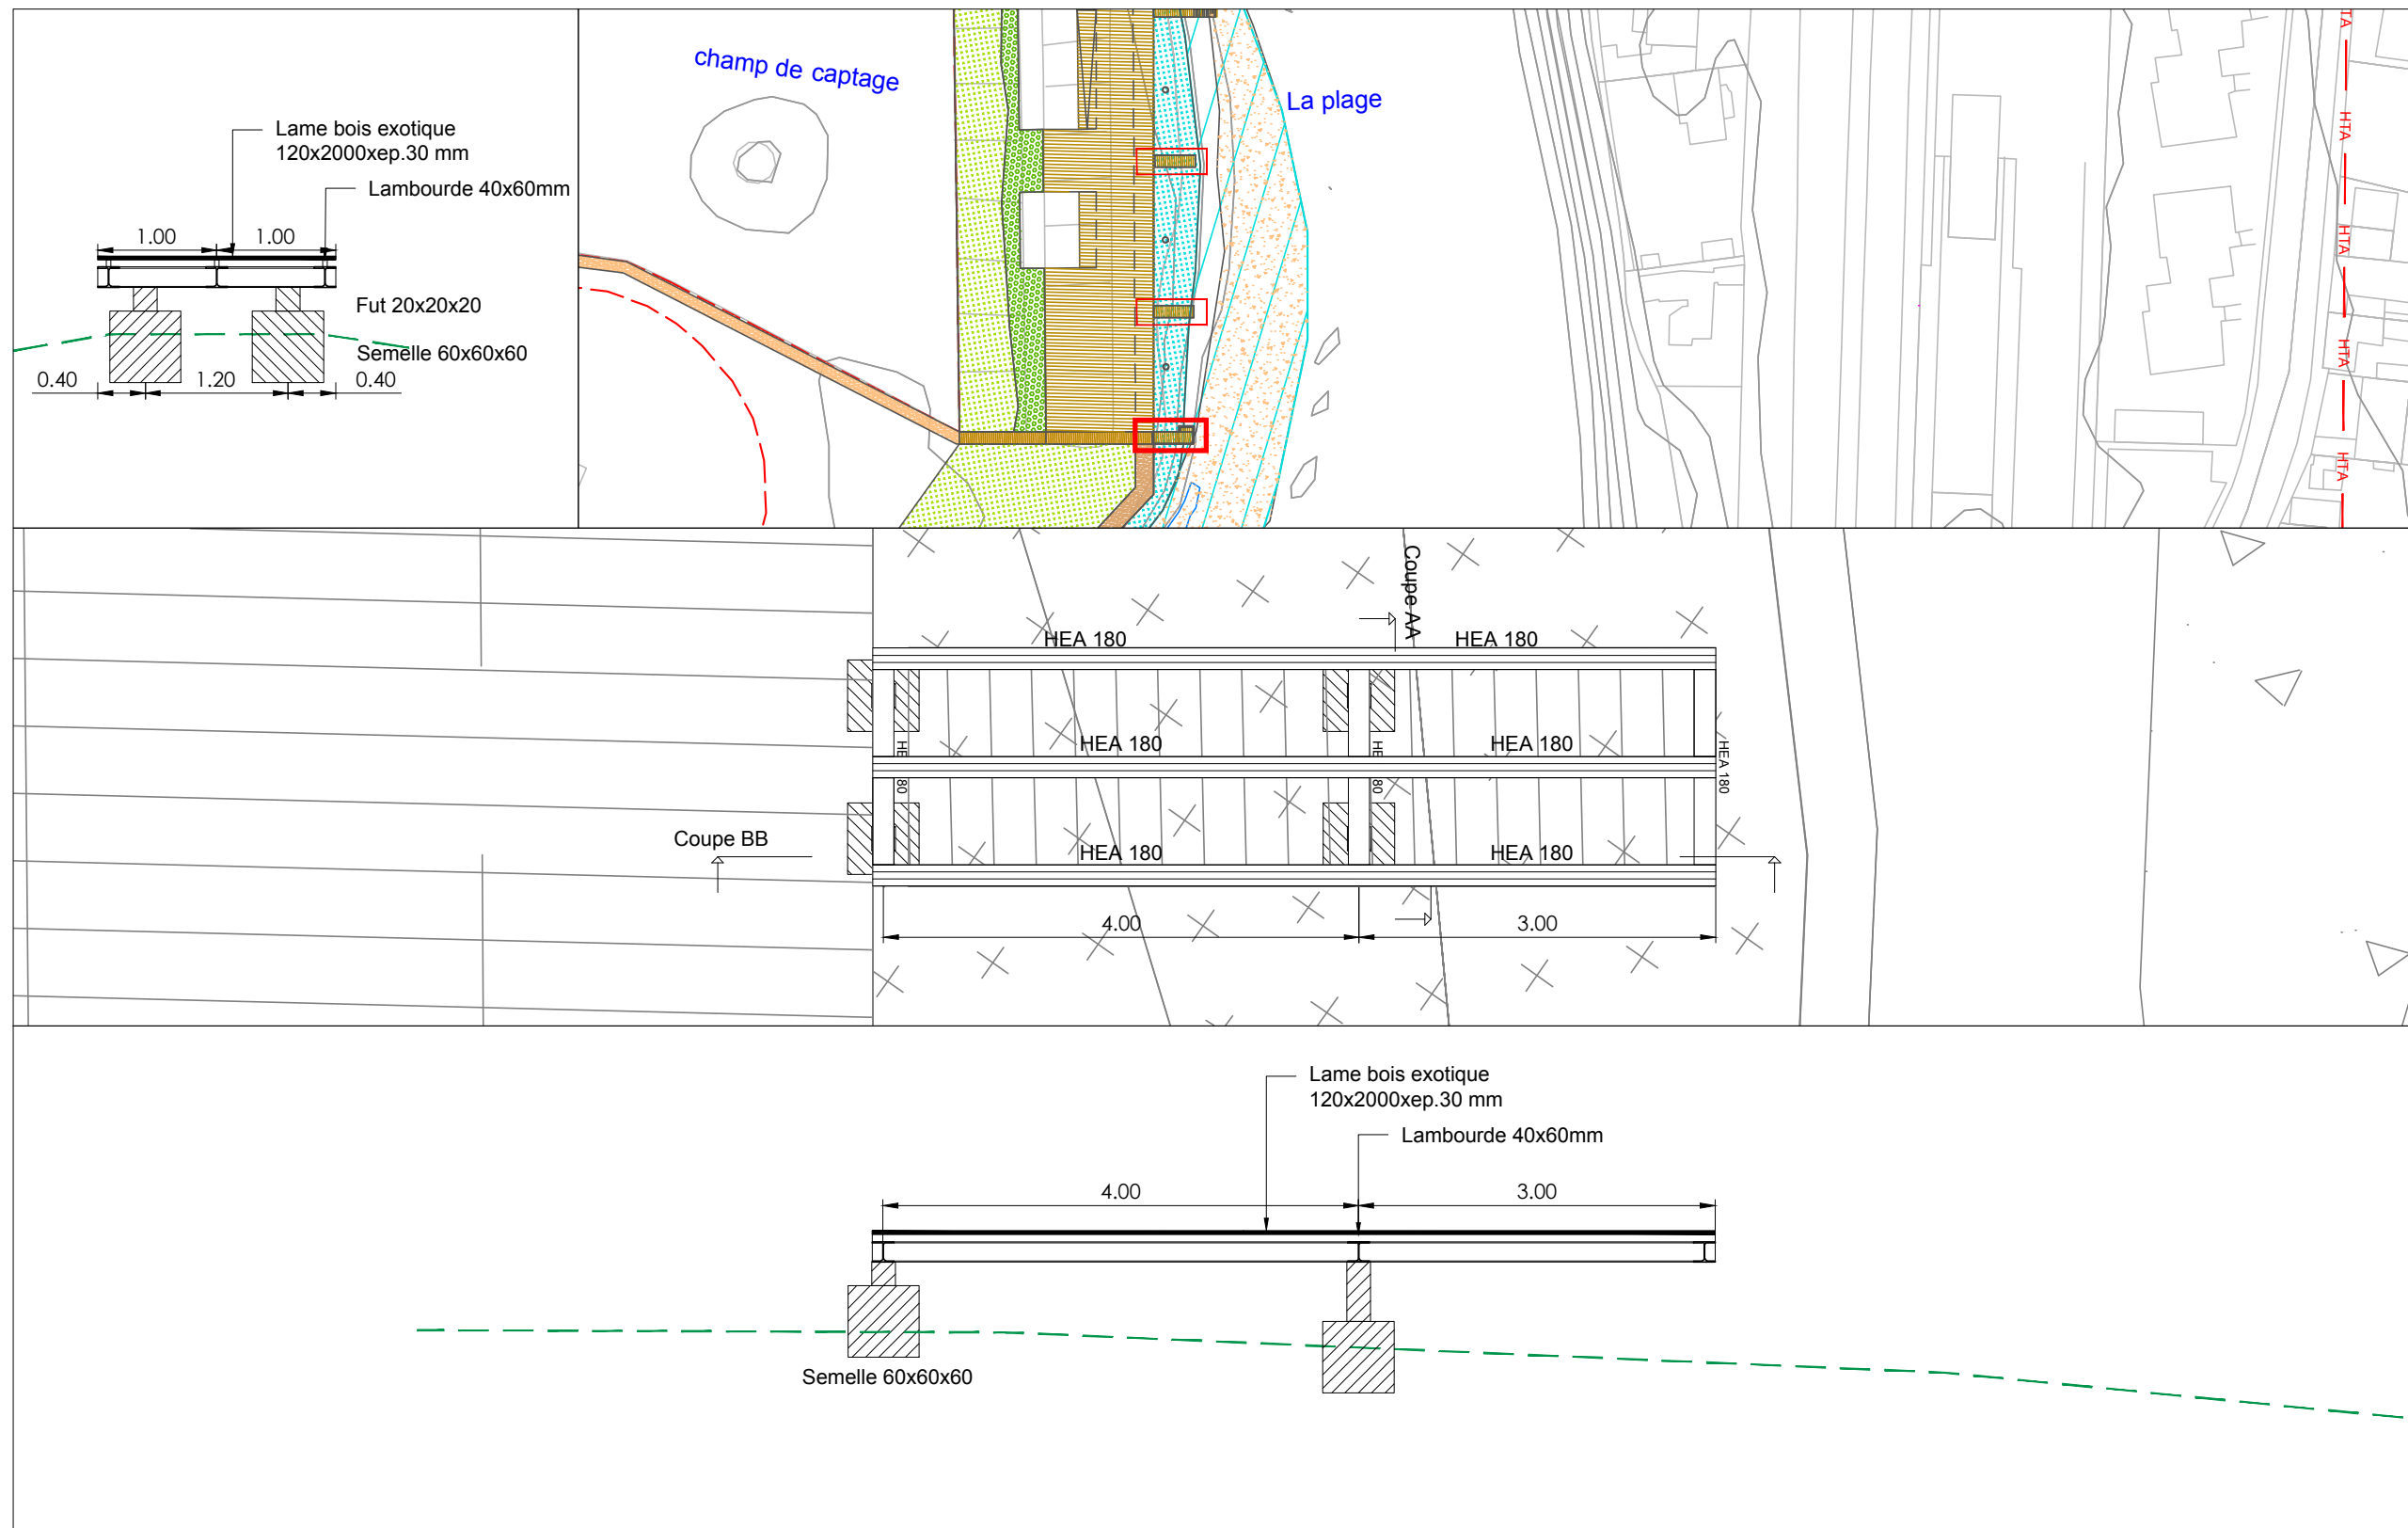 Lame bois exotique
120x2000xep.30 mm
Lambourde 40x60mm
1.00
1.00
Fut 20x20x20
Semelle 60x60x60
0.40
1.20
0.40
champ de captage
La plage
HTA
HTA
HTA
HTA
HTA
Coupe AA
HEA 180
HEA 180
HEA 180
HEA 180
HEA 180
Coupe BB
HEA 180
HEA 180
4.00
3.00
Lame bois exotique
120x2000xep.30 mm
Lambourde 40x60mm
4.00
3.00
Semelle 60x60x60